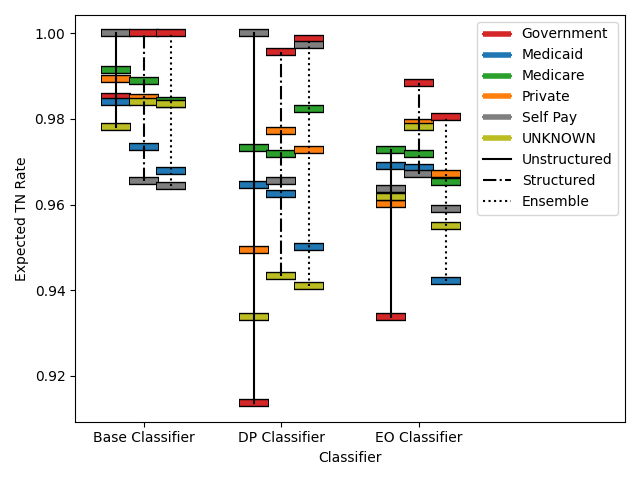 Expected TN Rate
1.00
0.98
0.96
0.94
0.92
Base Classifier
DP Classifier
EO Classifier
Classifier
Government
Medicaid
Medicare
Private
Self Pay
UNKNOWN
Unstructured
Structured
Ensemble